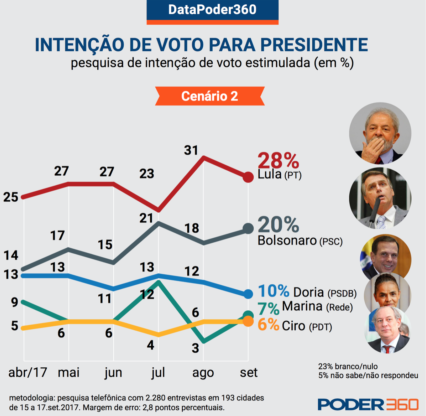 DataPoder360
INTENÇÃO DE VOTO PARA PRESIDENTE
pesquisa de intenção de voto estimulada (em %)
Cenário 2
25 27 27 23 31 28% Lula (PT)
14 17 15 21 18 20% Bolsonaro (PSC)
13 13 11 13 12 10% Doria (PSDB)
9 6 6 12 3 7% Marina (Rede)
5 4 6 6% Ciro (PDT)
abr/17 mai jun jul ago set
23% branco/nulo
5% não sabe/não respondeu
metodologia: pesquisa telefônica com 2.280 entrevistas em 193 cidades
de 15 a 17.set.2017. Margem de erro: 2,8 pontos percentuais.
PODER360